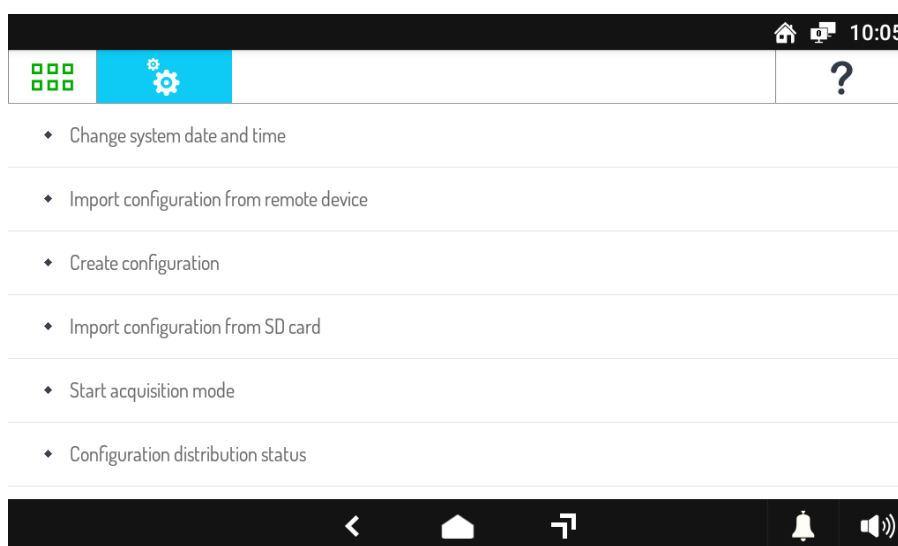 10:05
?
Change system date and time
Import configuration from remote device
Create configuration
Import configuration from SD card
Start acquisition mode
Configuration distribution status